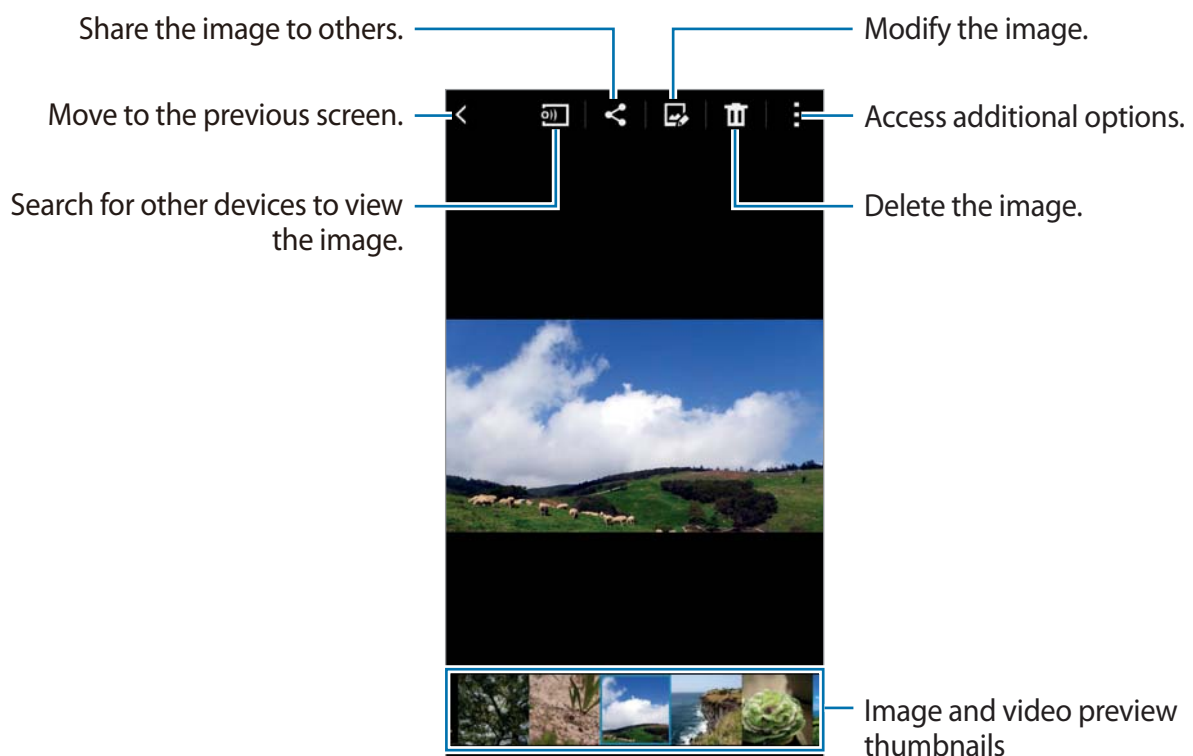 Share the image to others.
Modify the image.
Move to the previous screen.
Access additional options.
Search for other devices to view
the image.
Delete the image.
Image and video preview
thumbnails